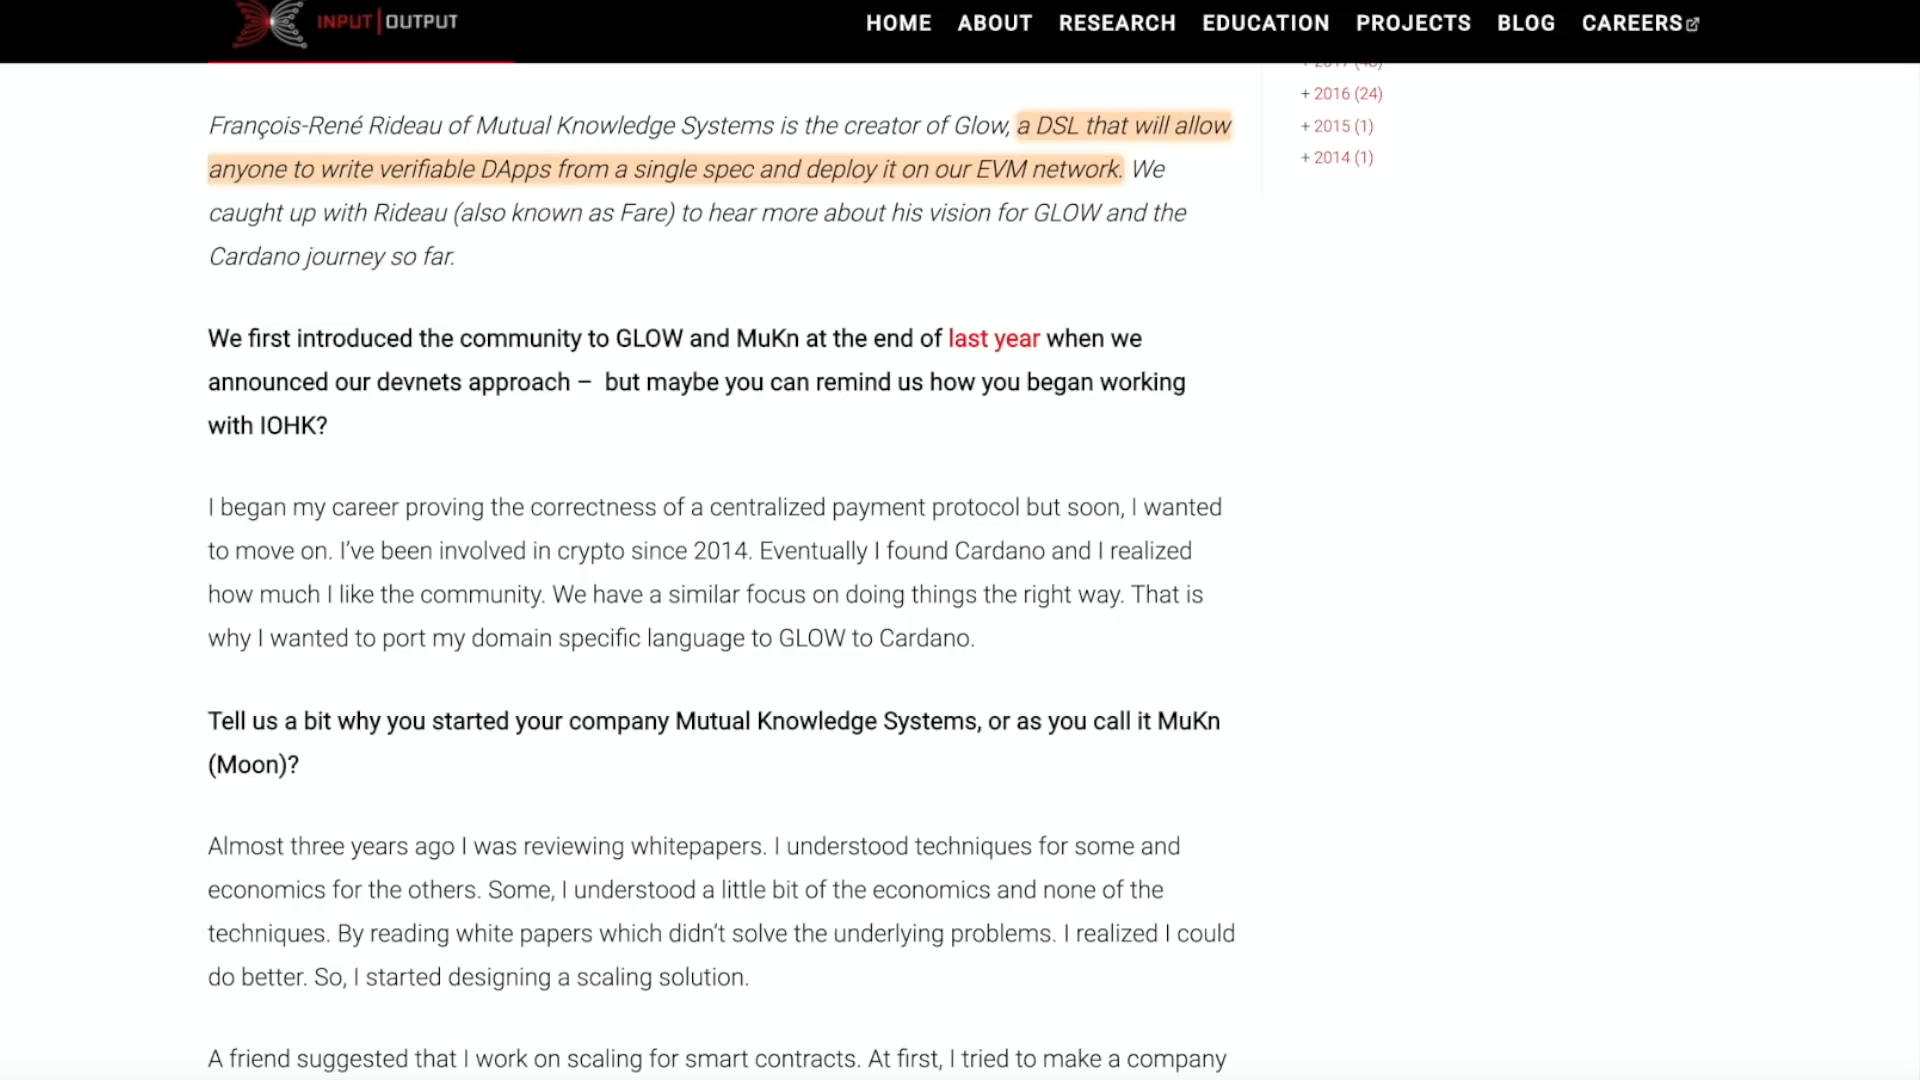 INPUT|OUTPUT
HOME ABOUT RESEARCH EDUCATION PROJECTS BLOG CAREERS
+ 2016 (24)
+ 2015 (1)
+ 2014 (1)
François-René Rideau of Mutual Knowledge Systems is the creator of Glow, a DSL that will allow
anyone to write verifiable DApps from a single spec and deploy it on our EVM network. We
caught up with Rideau (also known as Fare) to hear more about his vision for GLOW and the
Cardano journey so far.
We first introduced the community to GLOW and MuKn at the end of last year when we
announced our devnets approach – but maybe you can remind us how you began working
with IOHK?
I began my career proving the correctness of a centralized payment protocol but soon, I wanted
to move on. I’ve been involved in crypto since 2014. Eventually I found Cardano and I realized
how much I like the community. We have a similar focus on doing things the right way. That is
why I wanted to port my domain specific language to GLOW to Cardano.
Tell us a bit why you started your company Mutual Knowledge Systems, or as you call it MuKn
(Moon)?
Almost three years ago I was reviewing whitepapers. I understood techniques for some and
economics for the others. Some, I understood a little bit of the economics and none of the
techniques. By reading white papers which didn’t solve the underlying problems. I realized I could
do better. So, I started designing a scaling solution.
A friend suggested that I work on scaling for smart contracts. At first, I tried to make a company